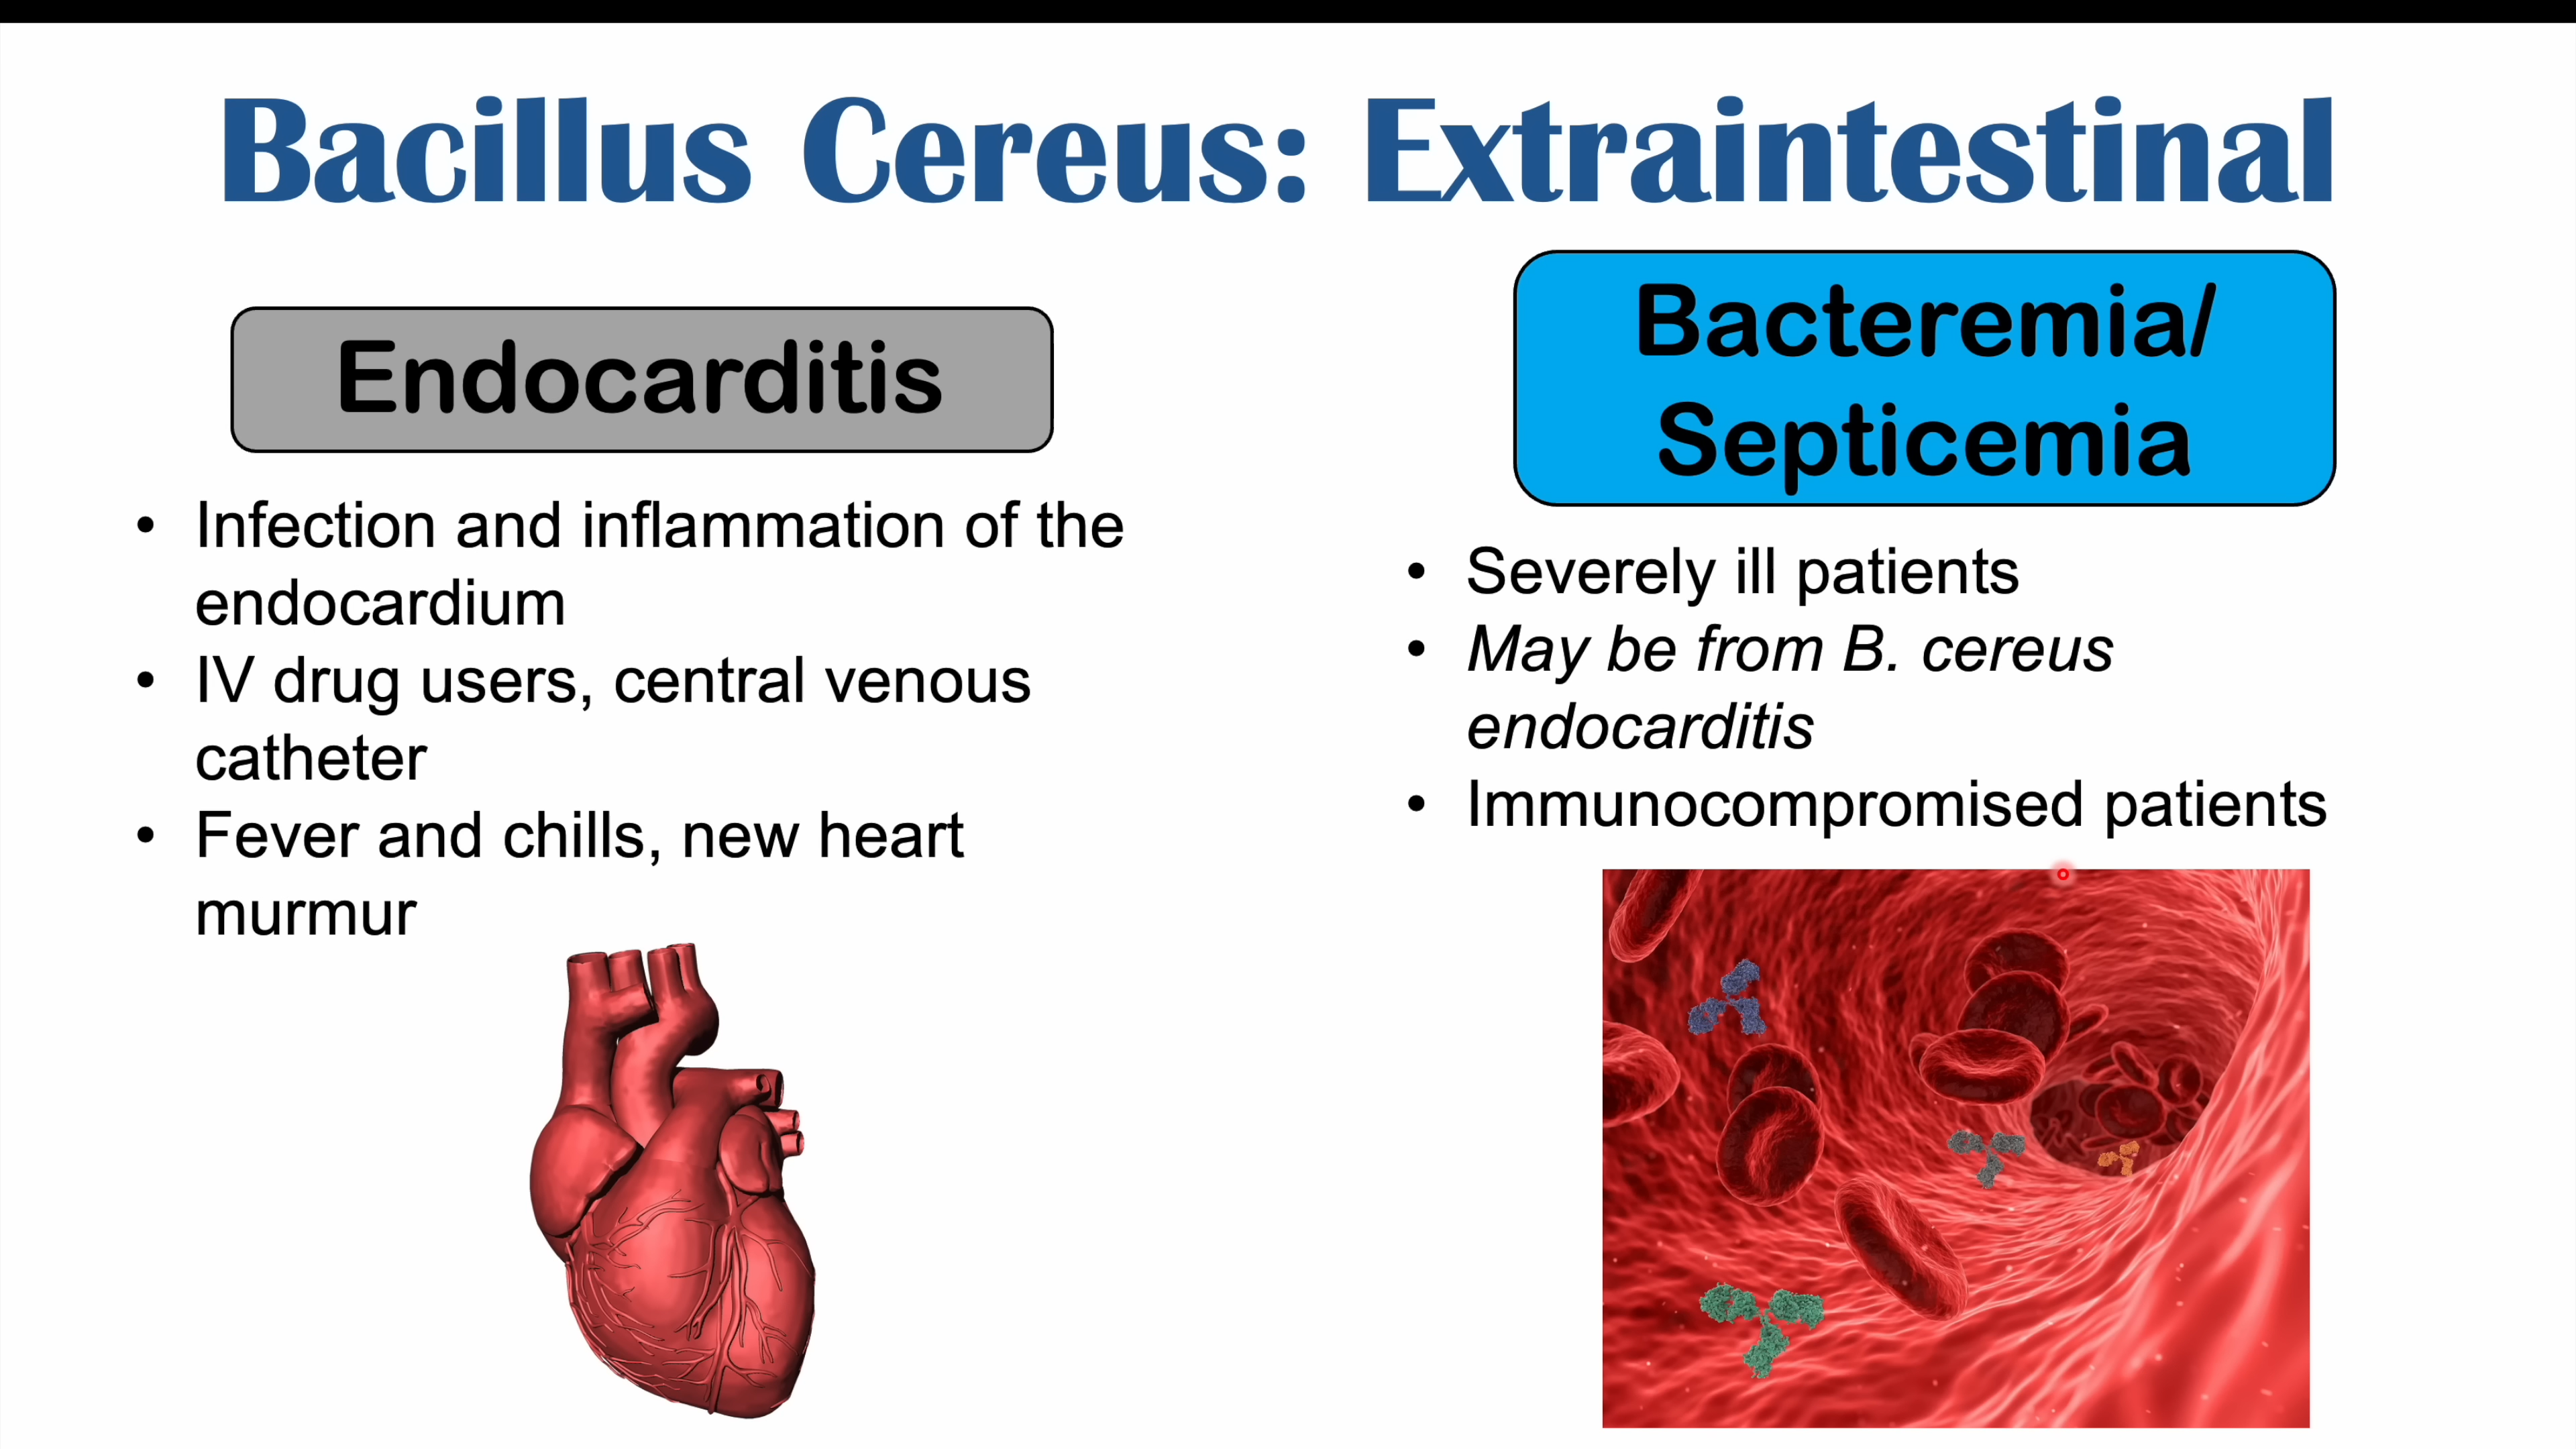 Bacillus Cereus: Extraintestinal
Endocarditis
• Infection and inflammation of the
endocardium
• IV drug users, central venous
catheter
• Fever and chills, new heart
murmur
Bacteremia/
Septicemia
• Severely ill patients
• May be from B. cereus
endocarditis
• Immunocompromised patients